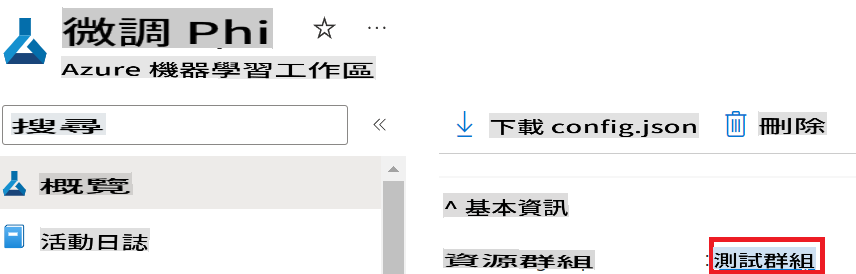 微調 Phi
Azure 機器學習工作區
搜尋
概覽
活動日誌
下載 config.json 刪除
^ 基本資訊
資源群組 :測試群組